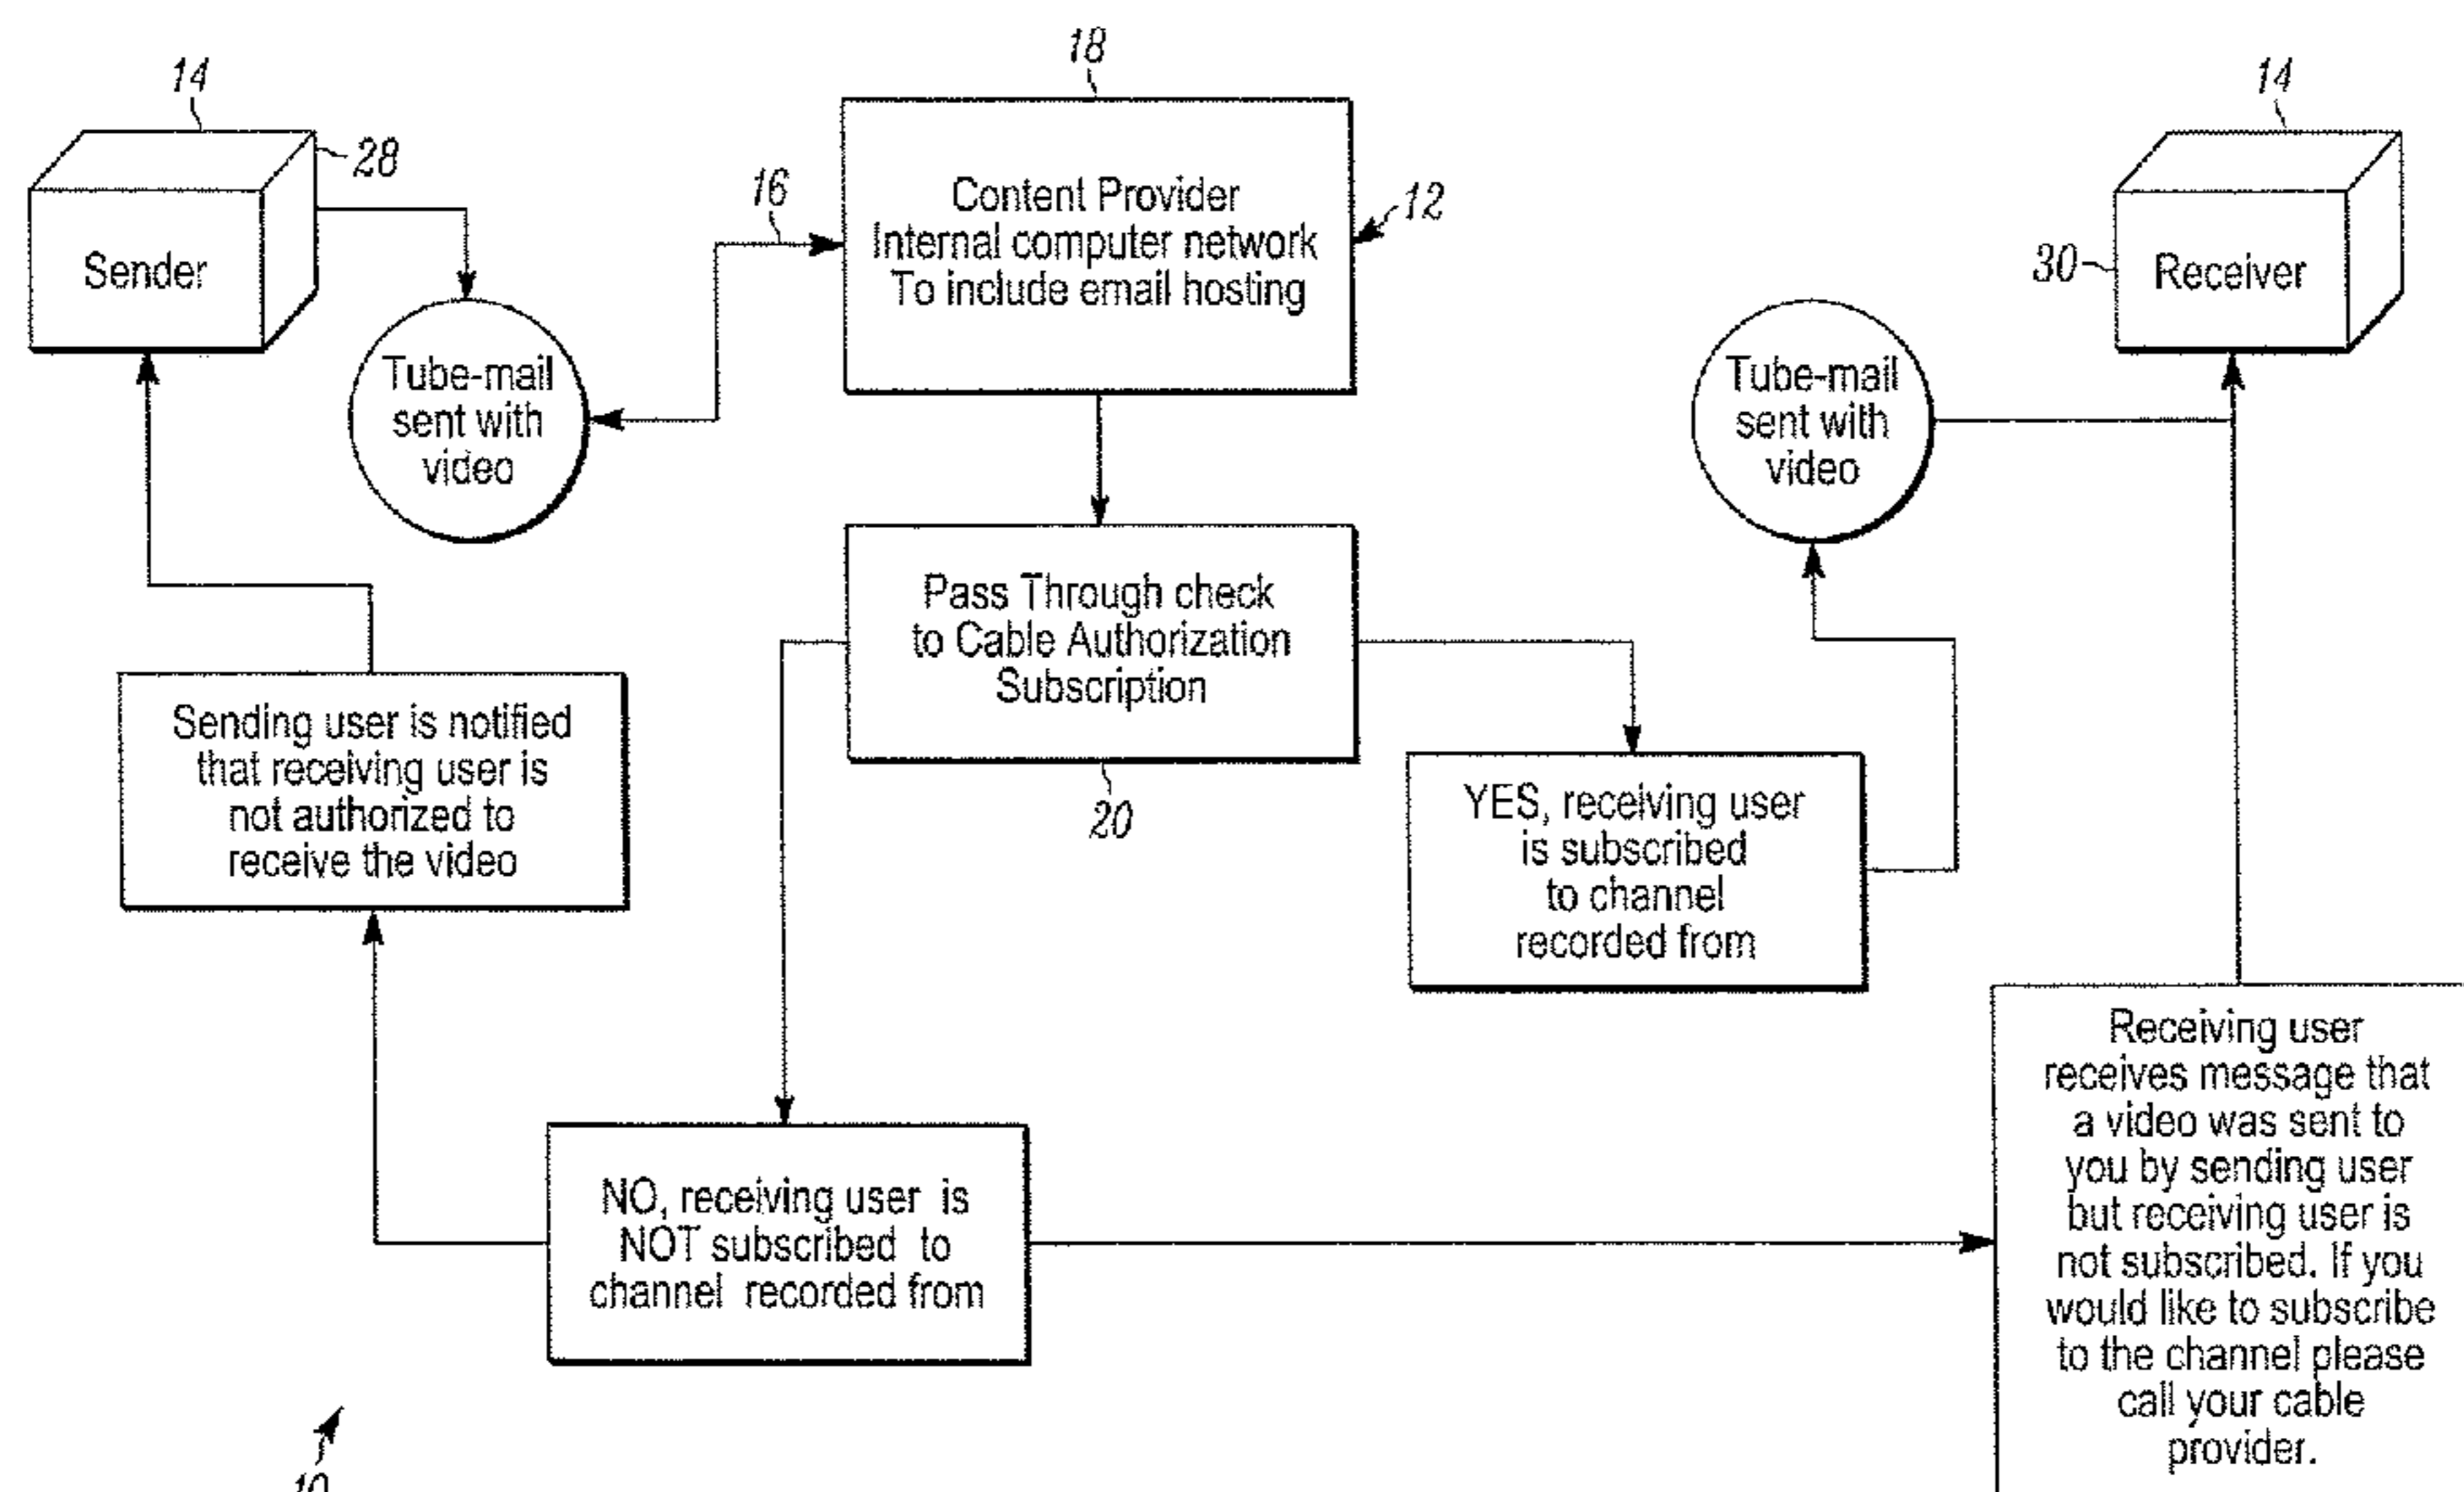 14
28
Sender
16
18
Content Provider
Internal computer network
To include email hosting
12
14
30
Receiver
Tube-mail
sent with
video
Tube-mail
sent with
video
Pass Through check
to Cable Authorization
Subscription
20
Sending user is notified
that receiving user is
not authorized to
receive the video
YES, receiving user
is subscribed
to channel
recorded from
NO, receiving user is
NOT subscribed to
channel recorded from
Receiving user
receives message that
a video was sent to
you by sending user
but receiving user is
not subscribed. If you
would like to subscribe
to the channel please
call your cable
provider.
10